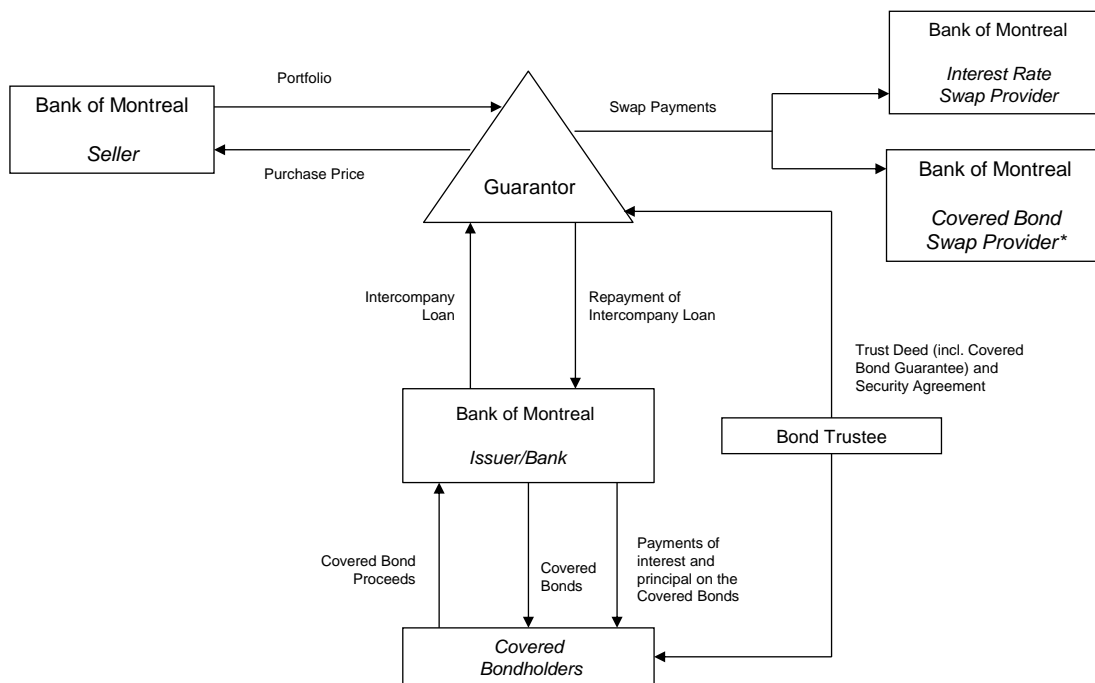 Bank of Montreal
Interest Rate
Swap Provider
Portfolio
Bank of Montreal
Seller
Swap Payments
Purchase Price
Guarantor
Bank of Montreal
Covered Bond
Swap Provider*
Intercompany
Loan
Repayment of
Intercompany Loan
Trust Deed (incl. Covered
Bond Guarantee) and
Security Agreement
Bank of Montreal
Issuer/Bank
Bond Trustee
Covered Bond
Proceeds
Covered
Bonds
Payments of
interest and
principal on the
Covered Bonds
Covered
Bondholders